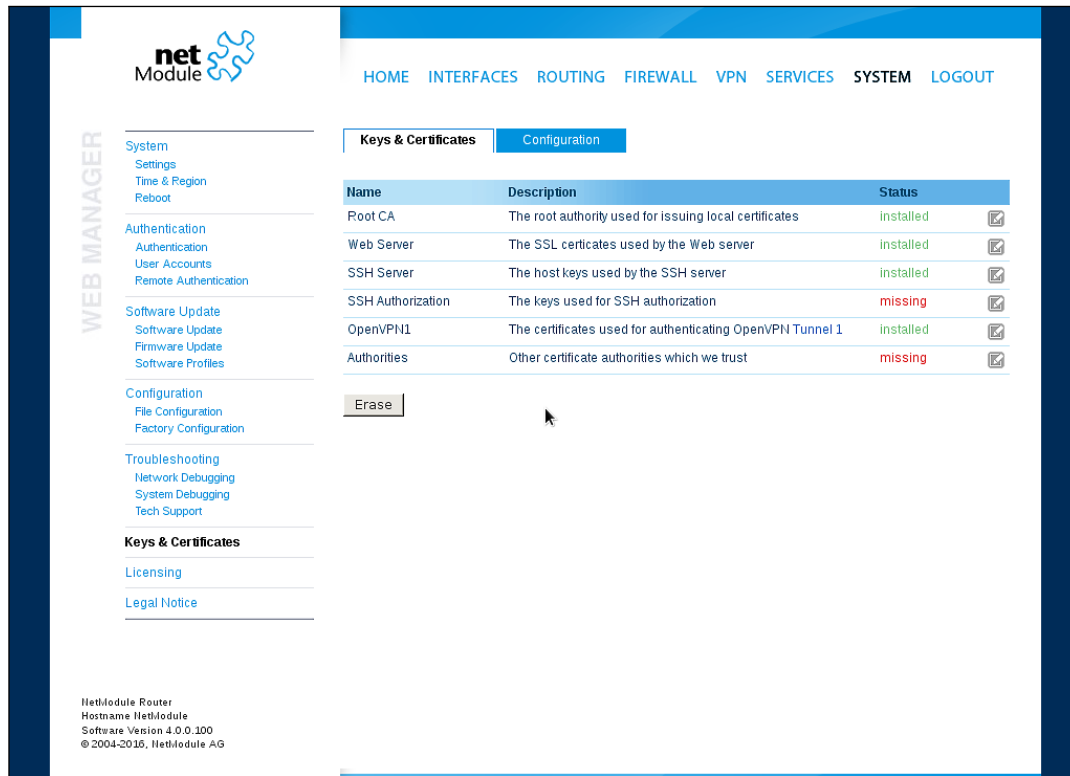 net
Module
HOME INTERFACES ROUTING FIREWALL VPN SERVICES SYSTEM LOGOUT
WEB MANAGER
System
Settings
Time & Region
Reboot
Authentication
Authentication
User Accounts
Remote Authentication
Software Update
Software Update
Firmware Update
Software Profiles
Configuration
File Configuration
Factory Configuration
Troubleshooting
Network Debugging
System Debugging
Tech Support
Keys & Certificates
Licensing
Legal Notice
Keys & Certificates Configuration
Name Description Status
Root CA The root authority used for issuing local certificates installed
Web Server The SSL certicates used by the Web server installed
SSH Server The host keys used by the SSH server installed
SSH Authorization The keys used for SSH authorization missing
OpenVPN1 The certificates used for authenticating OpenVPN Tunnel 1 installed
Authorities Other certificate authorities which we trust missing
Erase
NetModule Router
Hostname NetModule
Software Version 4.0.0.100
© 2004-2016, NetModule AG